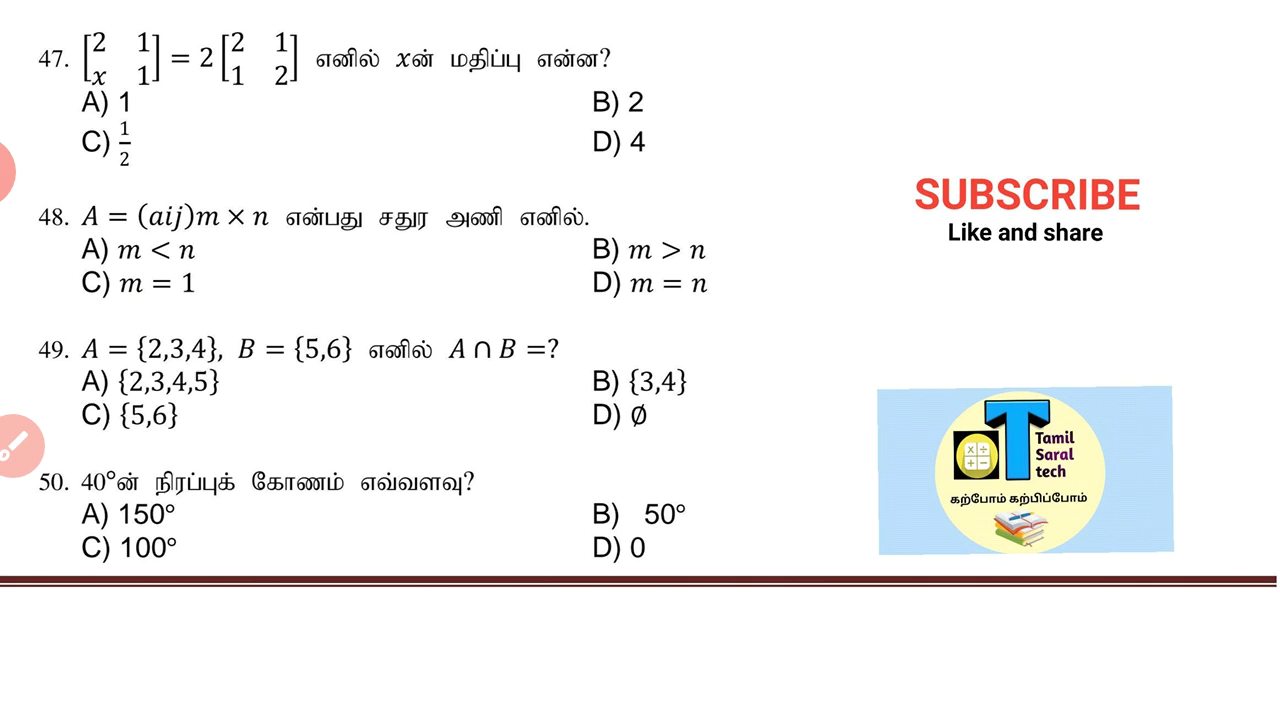 47. [2 1
x 1] = 2 [2 1
1 2] எனில் xன் மதிப்பு என்ன?
A) 1 B) 2
C) 1/2 D) 4
48. A = (aij)m × n என்பது சதுர அணி எனில்.
A) m < n B) m > n
C) m = 1 D) m = n
49. A = {2,3,4}, B = {5,6} எனில் A ∩ B =?
A) {2,3,4,5} B) {3,4}
C) {5,6} D) ∅
50. 40°ன் நிரப்புக் கோணம் எவ்வளவு?
A) 150° B) 50°
C) 100° D) 0
SUBSCRIBE
Like and share
T
Tamil
Saral
tech
x ÷
+ −
கற்போம் கற்பிப்போம்